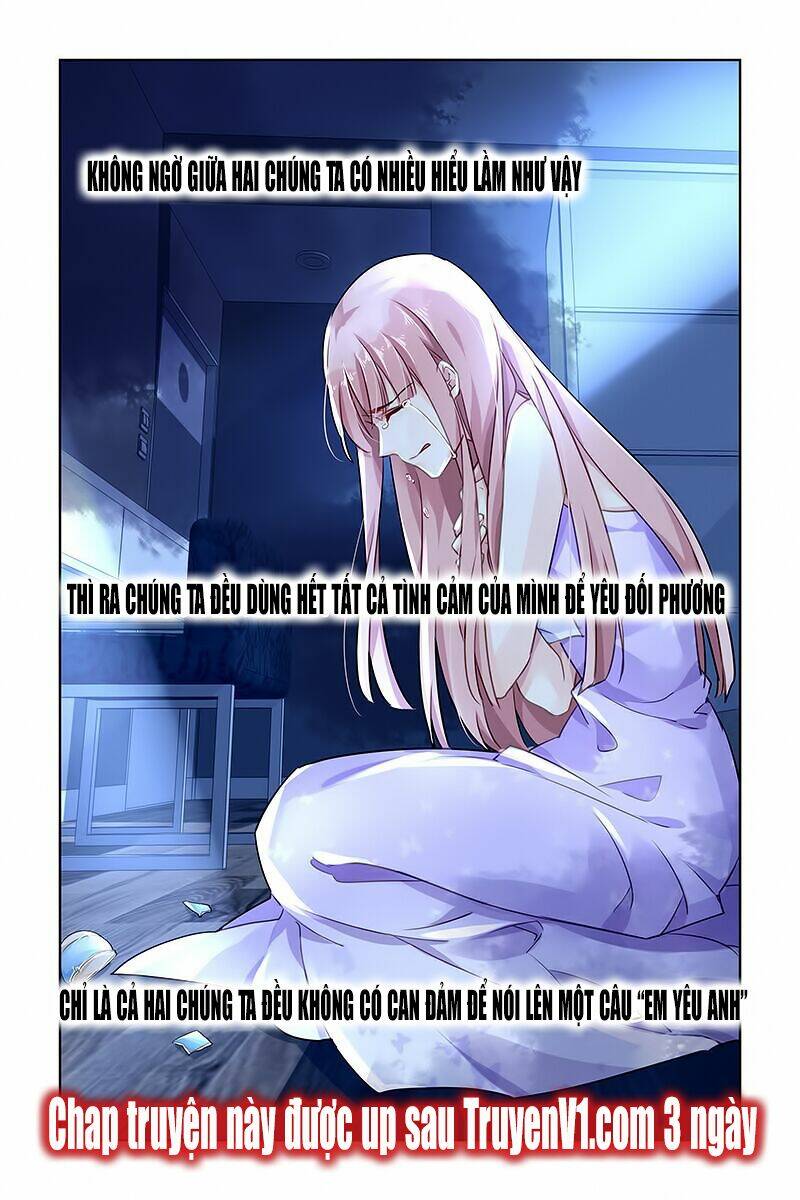 KHÔNG NGỜ GIỮA HAI CHÚNG TA CÓ NHIỀU HIỂU LẦM NHƯ VẬY
THÌ RA CHÚNG TA ĐỀU DÙNG HẾT TẤT CẢ TÌNH CẢM CỦA MÌNH ĐỂ YÊU ĐỐI PHƯƠNG
CHỈ LÀ CẢ HAI CHÚNG TA ĐỀU KHÔNG CÓ CAN ĐẢM ĐỂ NÓI LÊN MỘT CÂU “EM YÊU ANH”
Chap truyện này được up sau TruyenV1.com 3 ngày